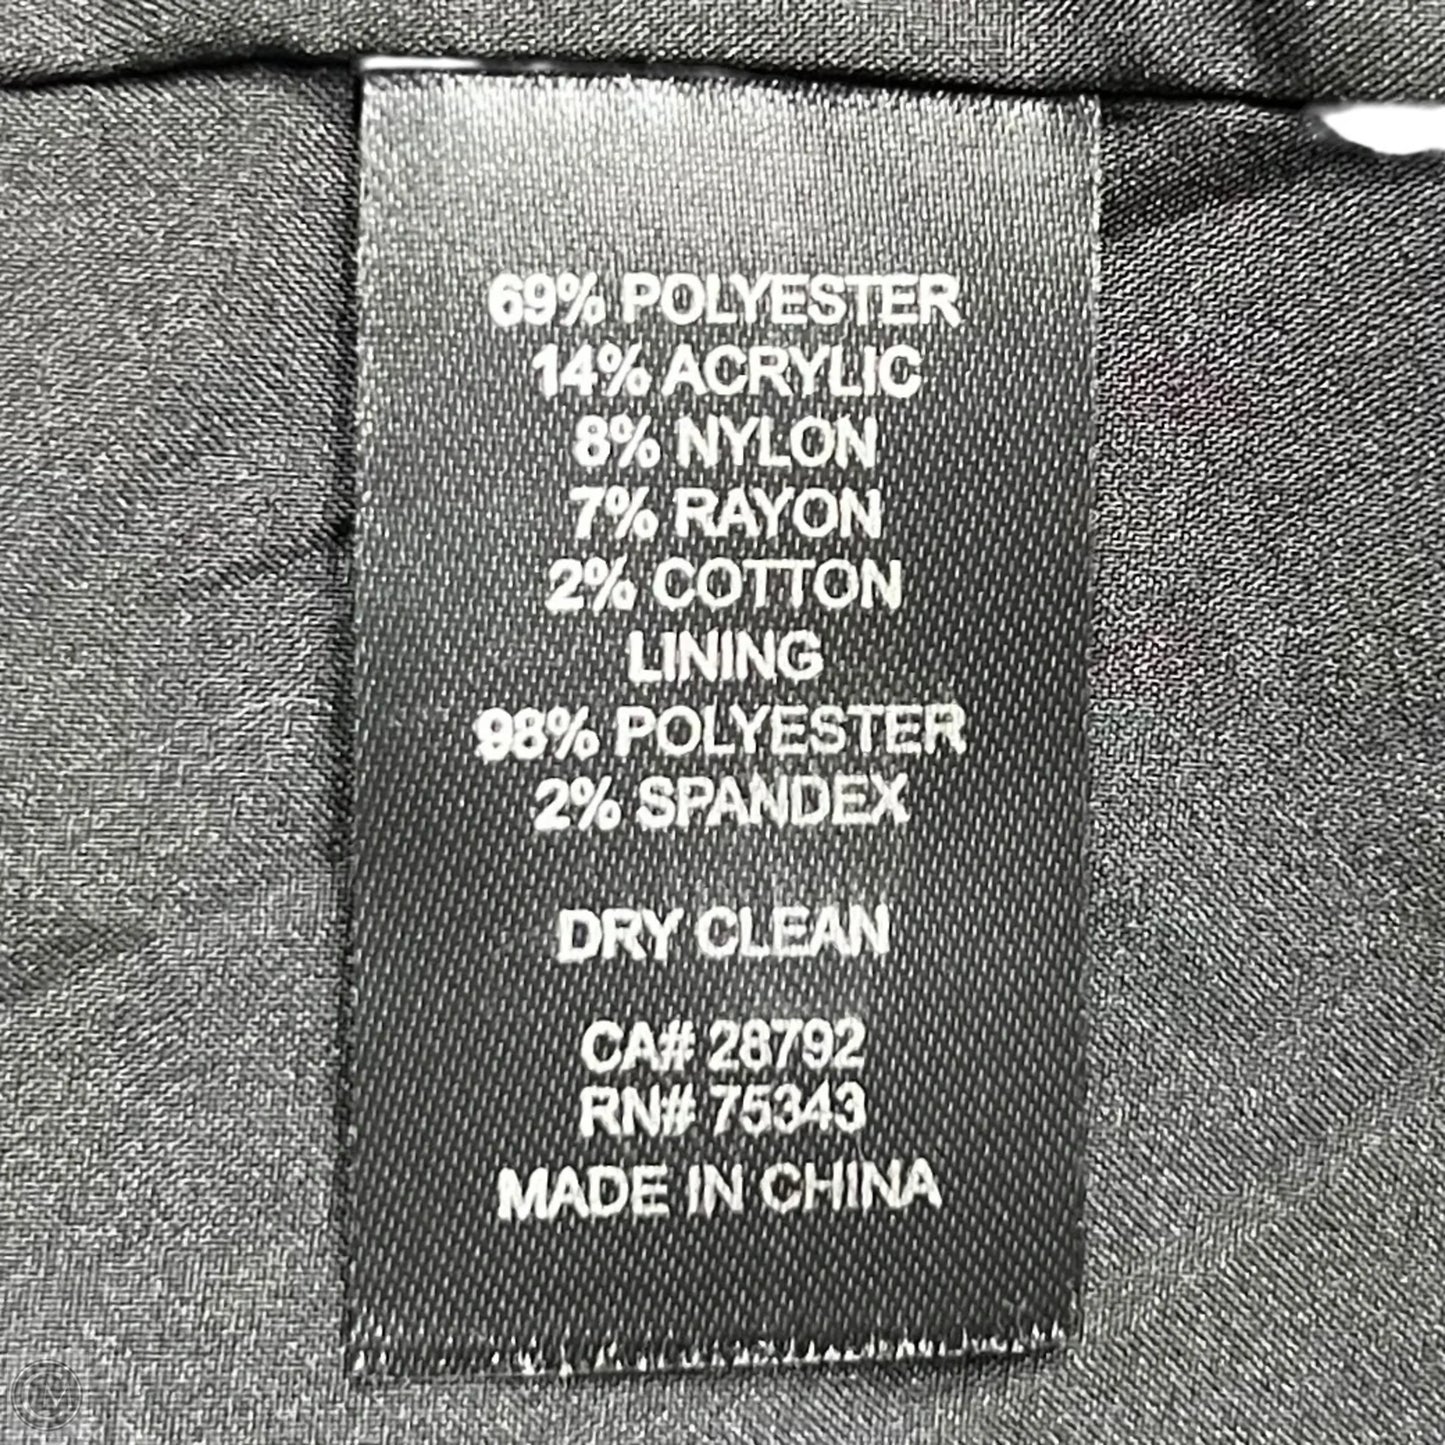 69% POLYESTER
14% ACRYLIC
8% NYLON
7% RAYON
2% COTTON
LINING
98% POLYESTER
2% SPANDEX
DRY CLEAN
CA# 28792
RN# 75343
MADE IN CHINA